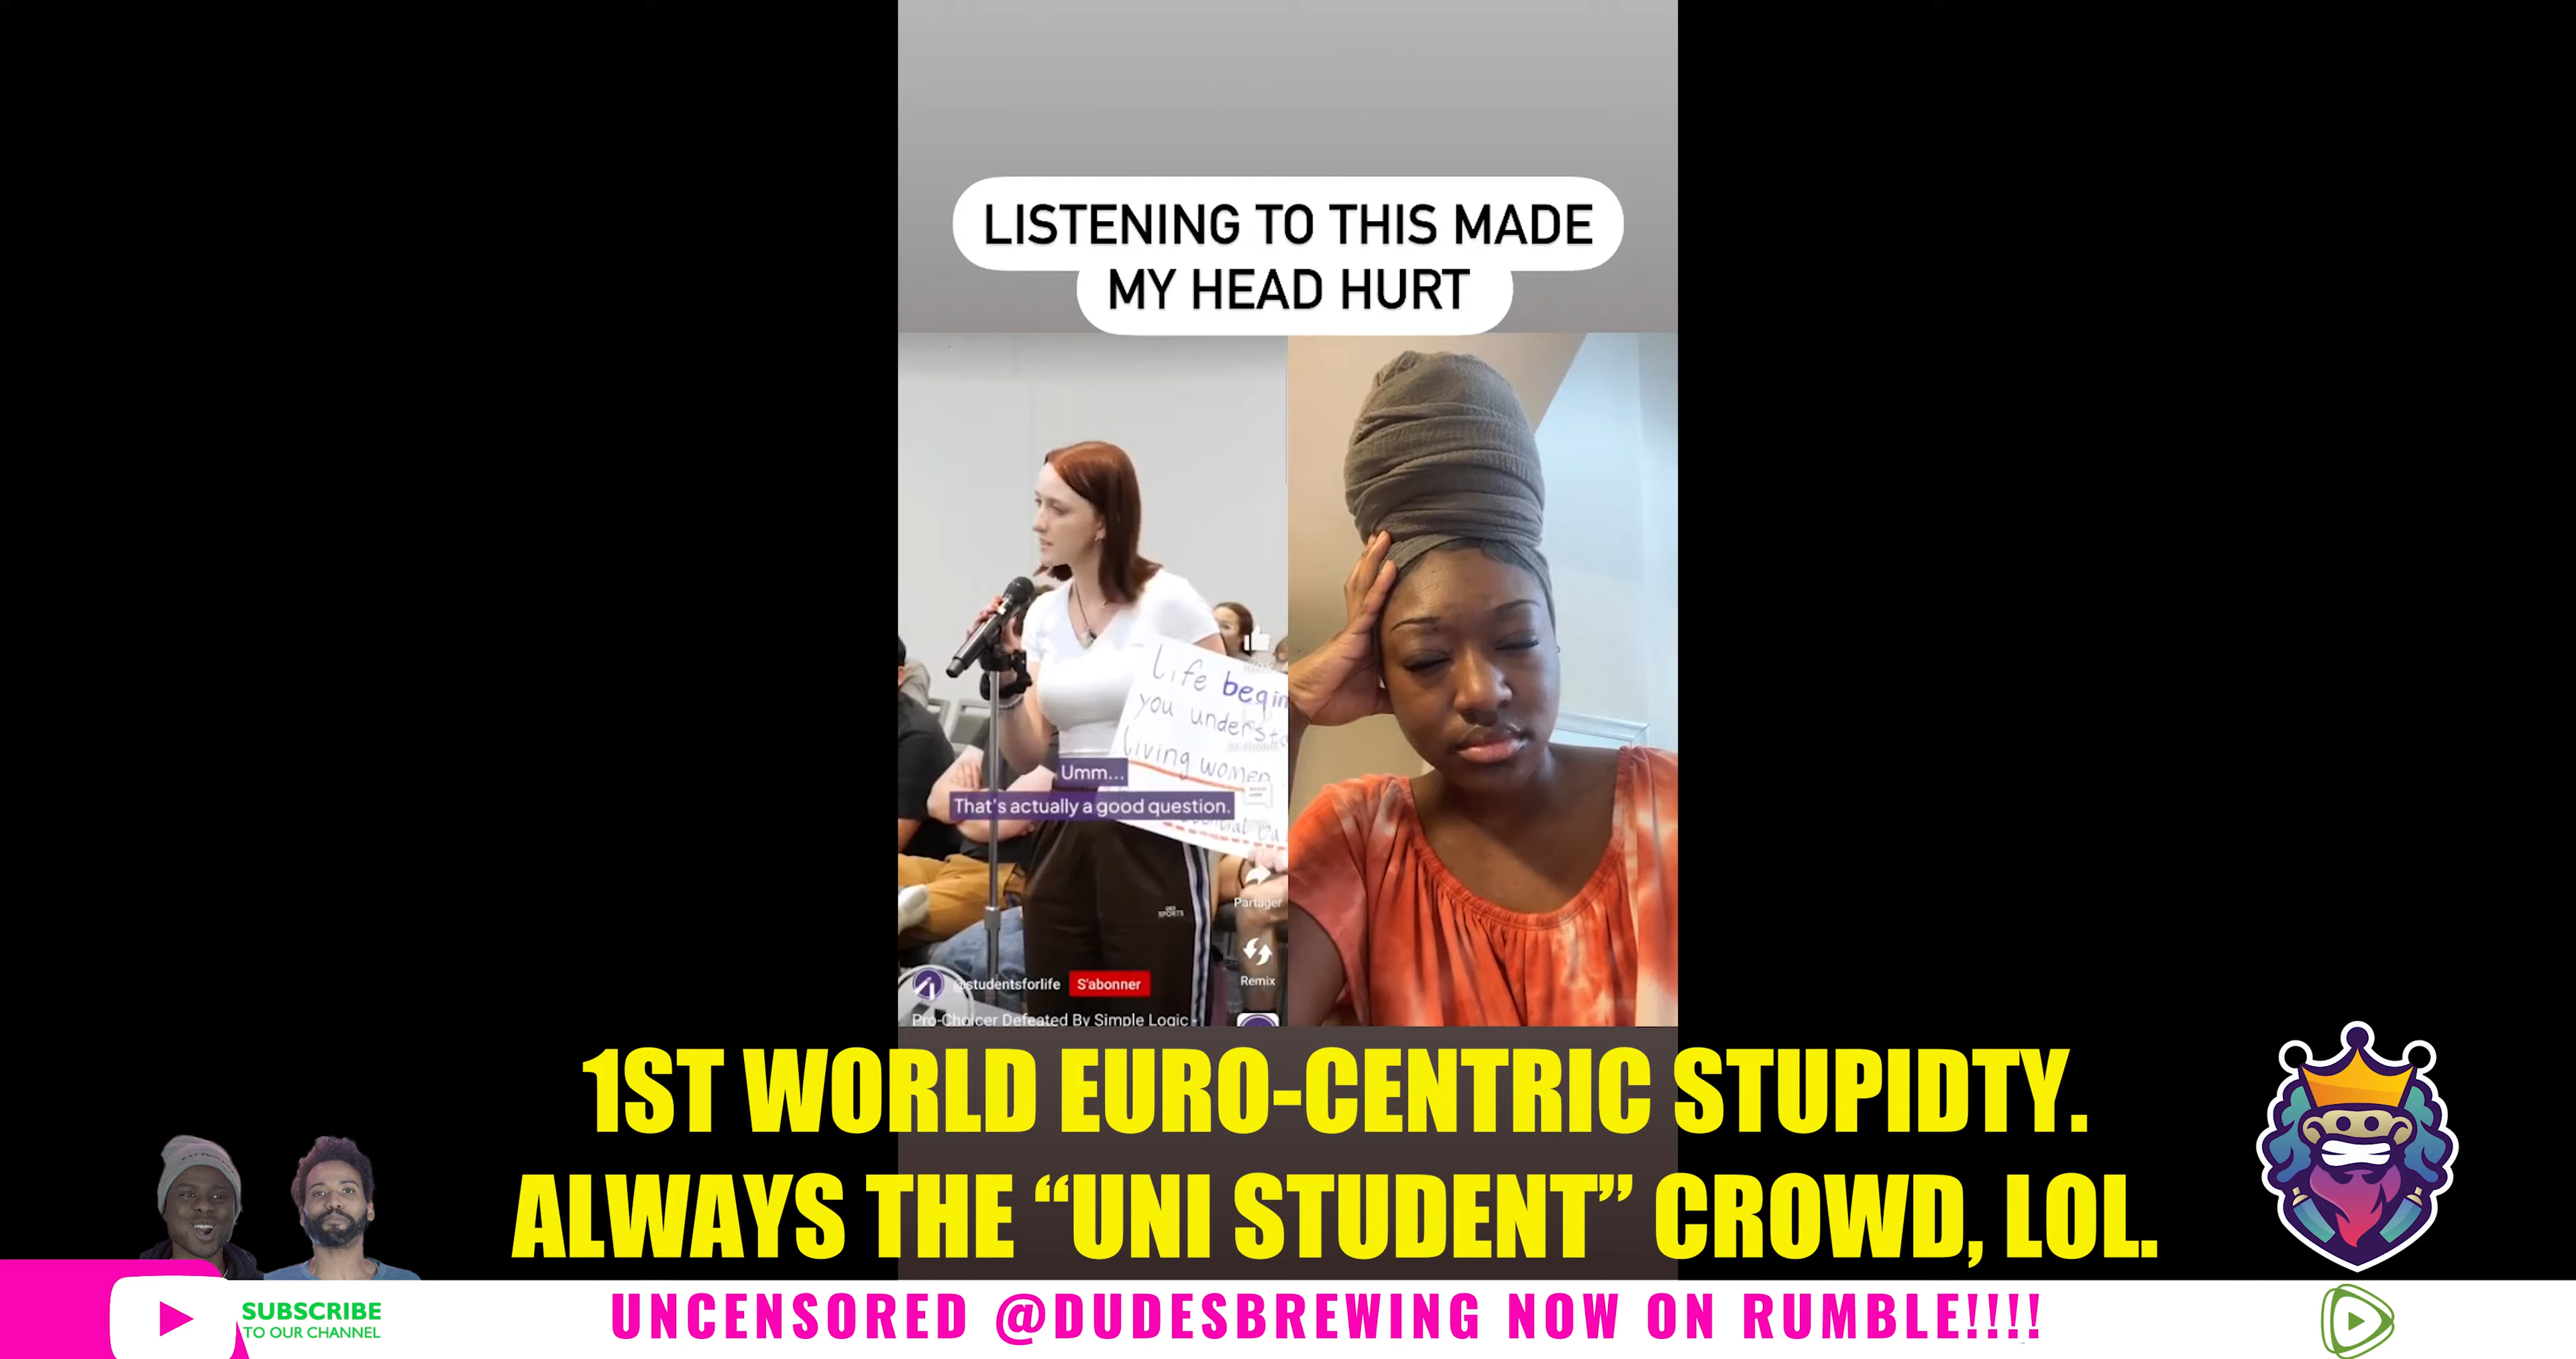 LISTENING TO THIS MADE
MY HEAD HURT
Life begin
you underst
living women
Umm...
That's actually a good question.
SPORTS
Partager
Remix
@studentsforlife
S'abonner
Pro-Choicer Defeated By Simple Logic -
1ST WORLD EURO-CENTRIC STUPIDTY.
ALWAYS THE “UNI STUDENT” CROWD, LOL.
SUBSCRIBE
TO OUR CHANNEL
UNCENSORED @DUDESBREWING NOW ON RUMBLE!!!!